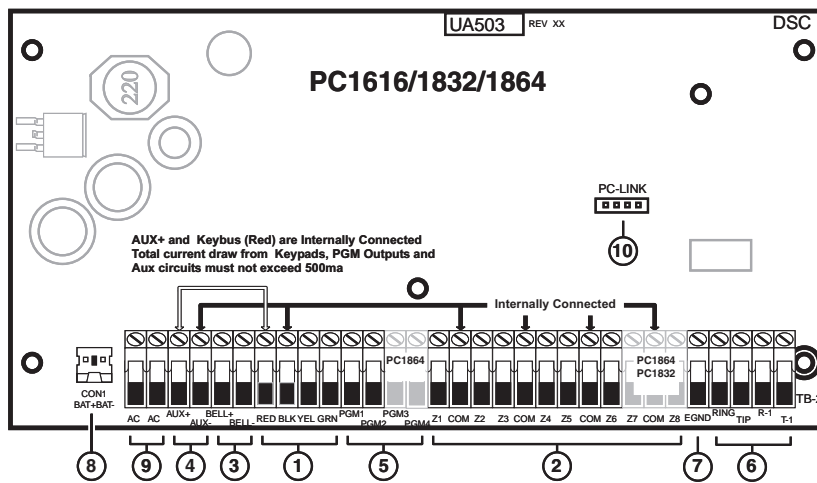 UA503 REV XX DSC
220
PC1616/1832/1864
PC-LINK
10
AUX+ and Keybus (Red) are Internally Connected
Total current draw from Keypads, PGM Outputs and
Aux circuits must not exceed 500ma
Internally Connected
PC1864
PC1864
PC1832
CON1
BAT+BAT-
AC AC AUX+ AUX- BELL+ BELL- RED BLK YEL GRN PGM1 PGM2 PGM3 PGM4 Z1 COM Z2 Z3 COM Z4 Z5 COM Z6 Z7 COM Z8 EGND RING TIP R-1 T-1
8 9 4 3 1 5 2 7 6